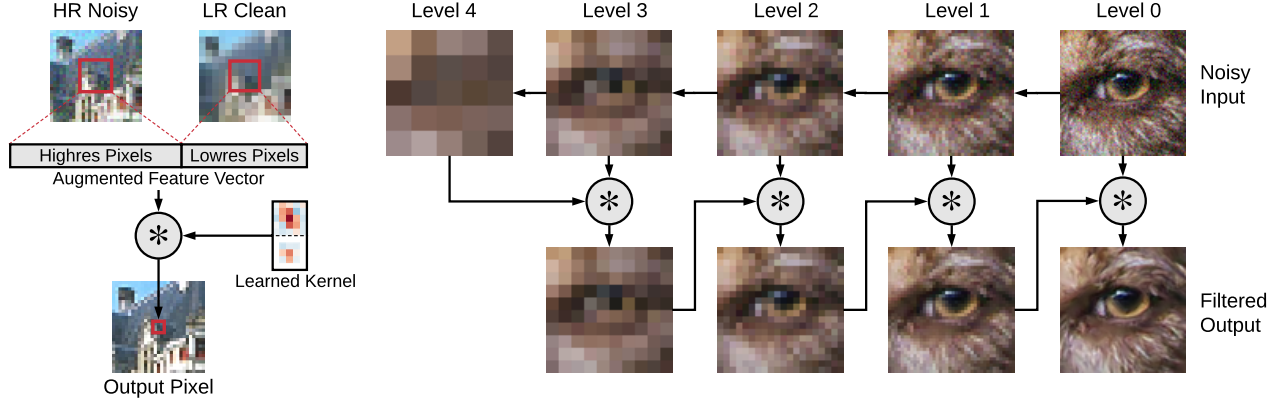 HR Noisy
LR Clean
Highres Pixels
Lowres Pixels
Augmented Feature Vector
*
Learned Kernel
Output Pixel
Level 4
Level 3
Level 2
Level 1
Level 0
Noisy
Input
*
*
*
*
Filtered
Output